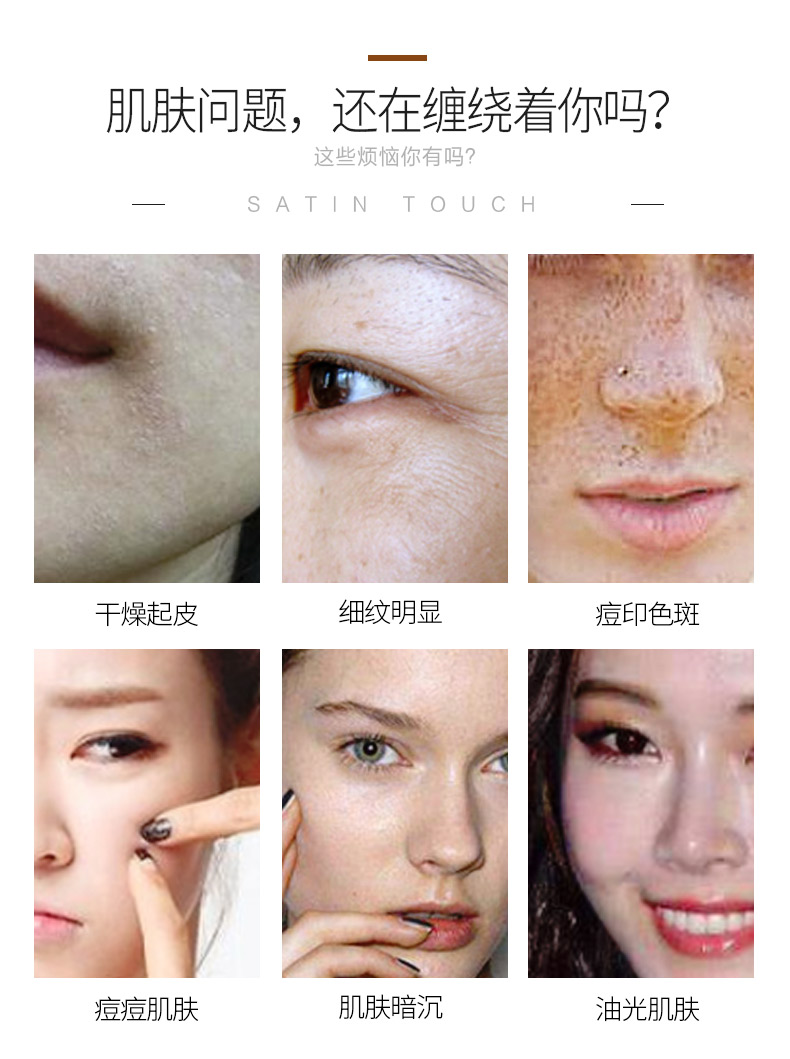 肌肤问题，还在缠绕着你吗？
这些烦恼你有吗？
SATIN TOUCH
干燥起皮
细纹明显
痘印色斑
痘痘肌肤
肌肤暗沉
油光肌肤